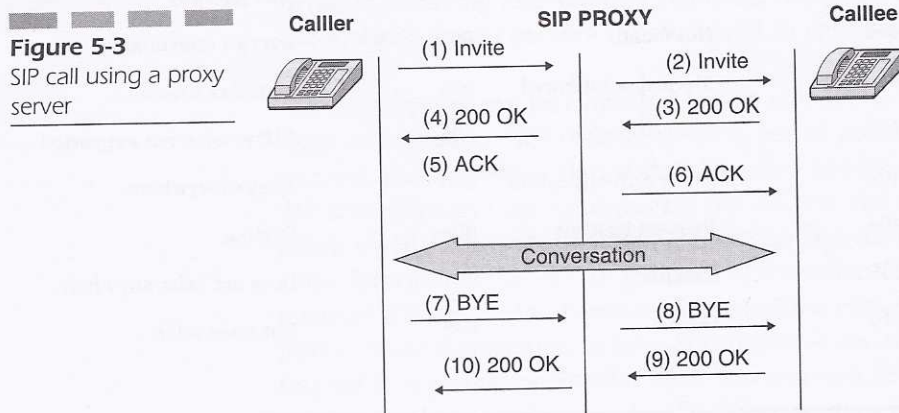 Figure 5-3
SIP call using a proxy
server
Calller
SIP PROXY
Calllee
(1) Invite
(2) Invite
(3) 200 OK
(4) 200 OK
(5) ACK
(6) ACK
Conversation
(7) BYE
(8) BYE
(9) 200 OK
(10) 200 OK